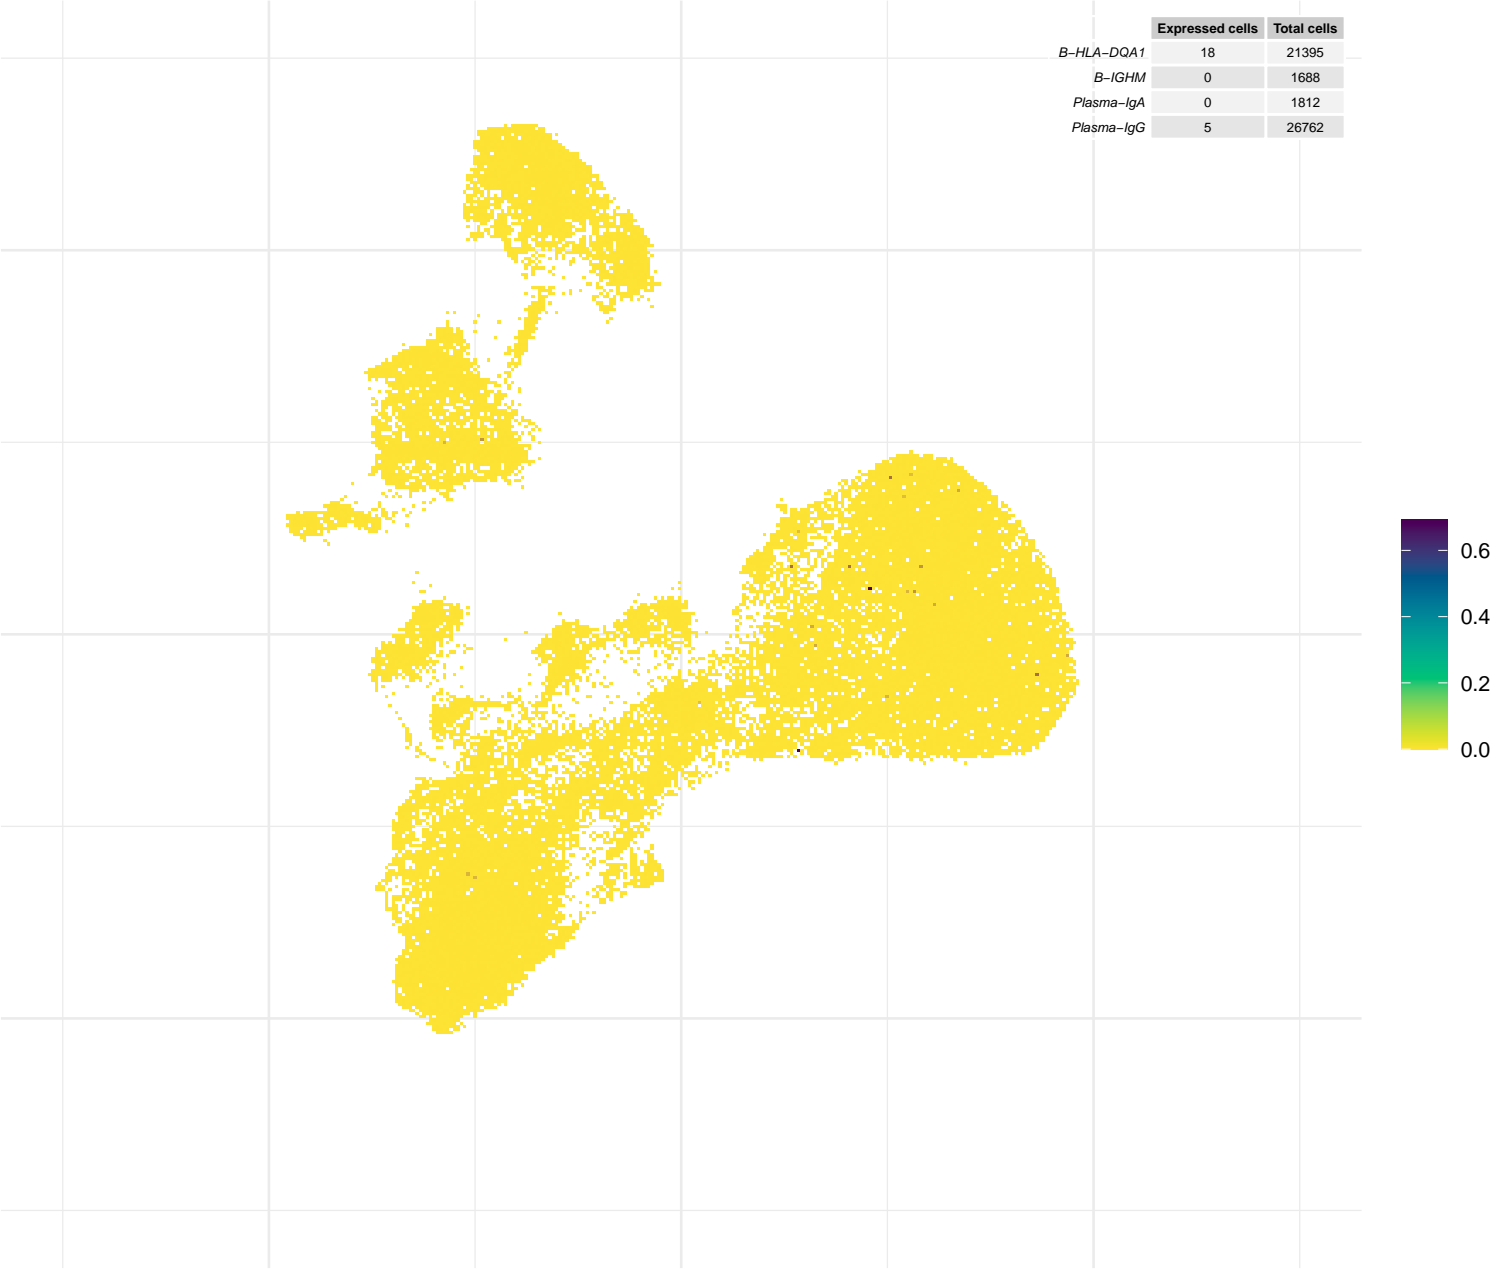 Expressed cells Total cells
B−HLA−DQA1 18 21395
B−IGHM 0 1688
Plasma−IgA 0 1812
Plasma−IgG 5 26762
0.6
0.4
0.2
0.0